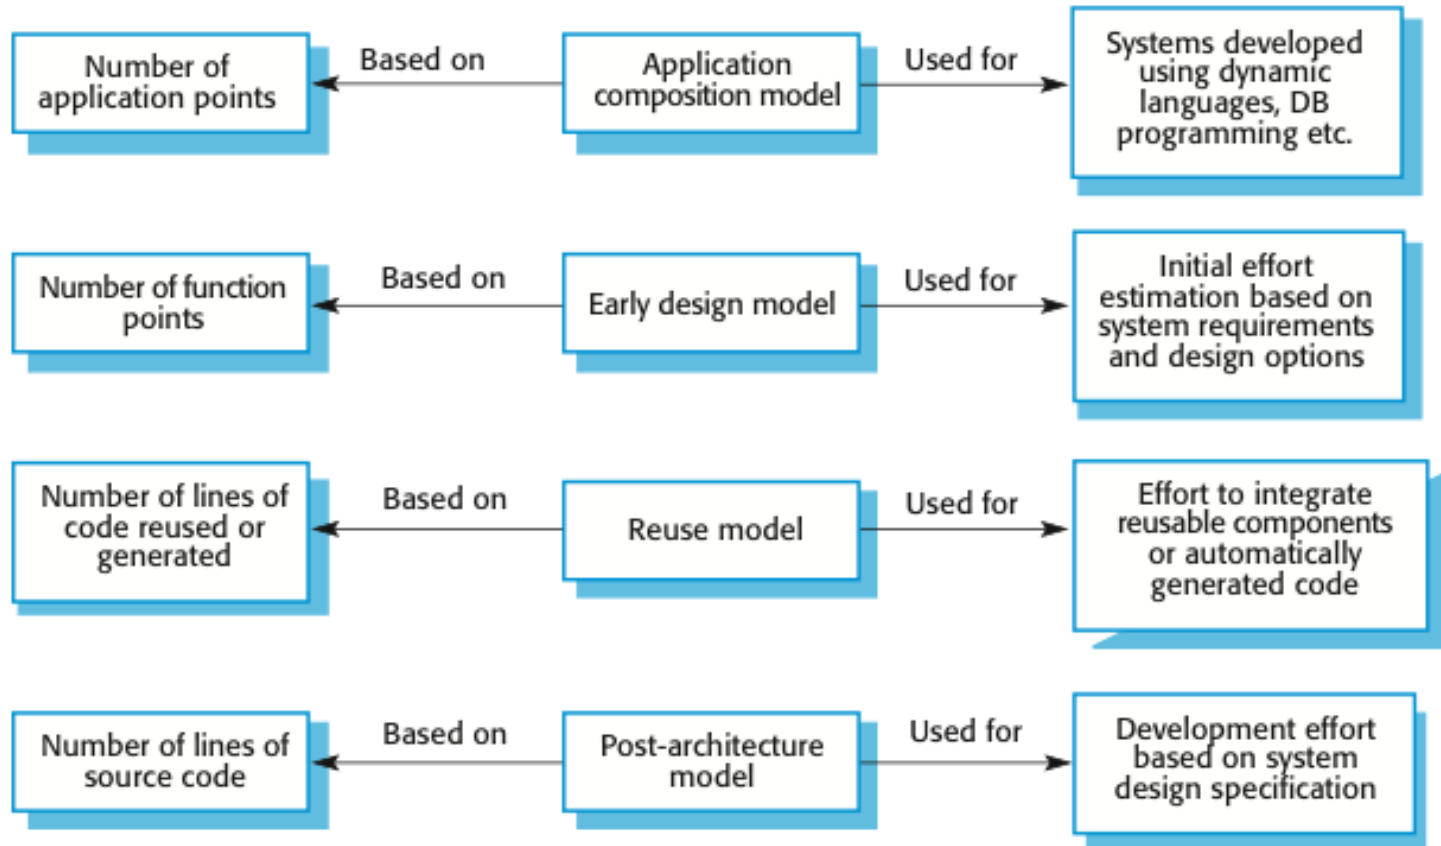 Number of
application points
Based on
Application
composition model
Used for
Systems developed
using dynamic
languages, DB
programming etc.
Number of function
points
Based on
Early design model
Used for
Initial effort
estimation based on
system requirements
and design options
Number of lines of
code reused or
generated
Based on
Reuse model
Used for
Effort to integrate
reusable components
or automatically
generated code
Number of lines of
source code
Based on
Post-architecture
model
Used for
Development effort
based on system
design specification